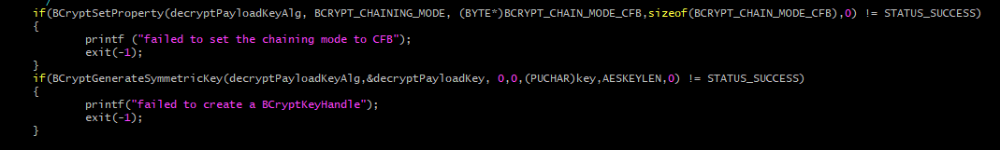 if(BCryptSetProperty(decryptPayloadKeyAlg, BCRYPT_CHAINING_MODE, (BYTE*)BCRYPT_CHAIN_MODE_CFB,sizeof(BCRYPT_CHAIN_MODE_CFB),0) != STATUS_SUCCESS)
{
printf ("failed to set the chaining mode to CFB");
exit(-1);
}
if(BCryptGenerateSymmetricKey(decryptPayloadKeyAlg,&decryptPayloadKey, 0,0,(PUCHAR)key,AESKEYLEN,0) != STATUS_SUCCESS)
{
printf("failed to create a BCryptKeyHandle");
exit(-1);
}